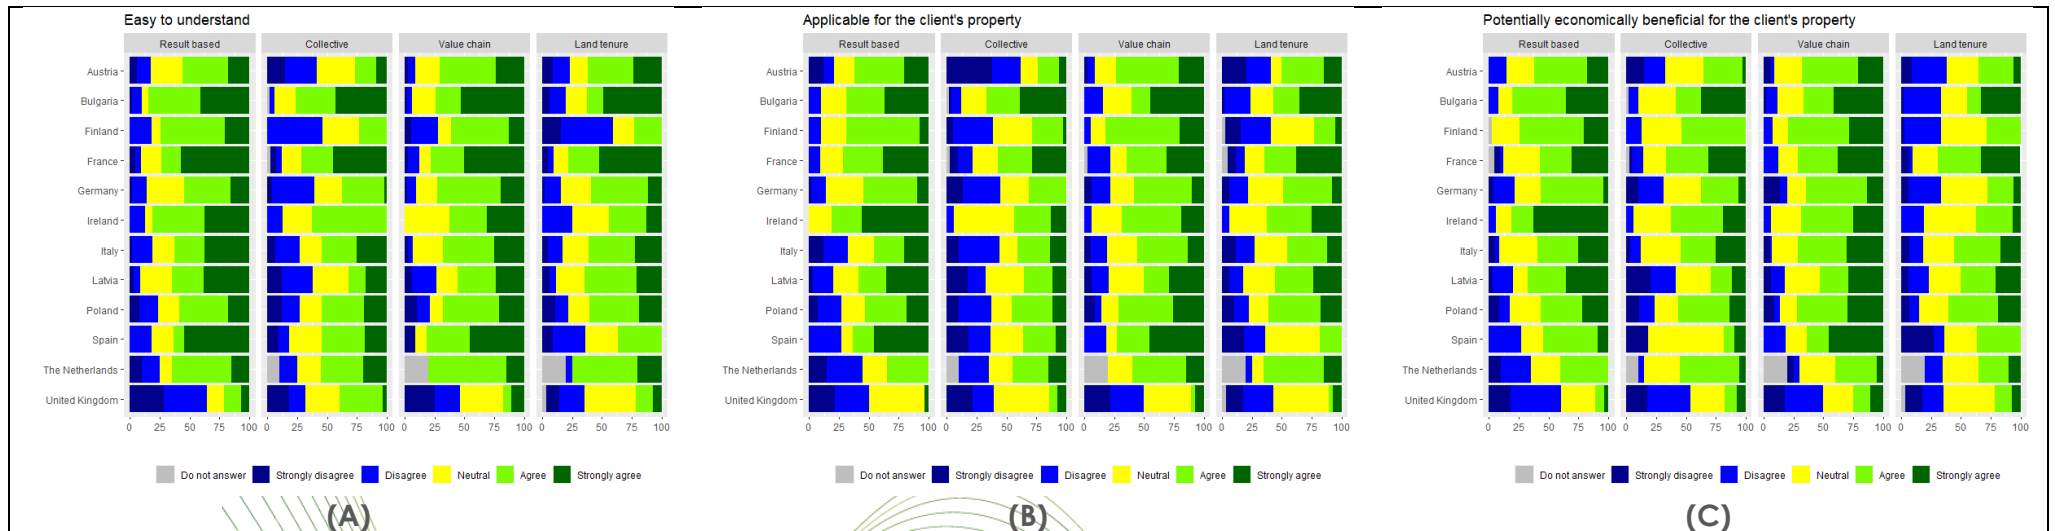 Easy to understand
Result based Collective Value chain Land tenure
Austria
Bulgaria
Finland
France
Germany
Ireland
Italy
Latvia
Poland
Spain
The Netherlands
United Kingdom
0 25 50 75 100 0 25 50 75 100 0 25 50 75 100 0 25 50 75 100
Do not answer Strongly disagree Disagree Neutral Agree Strongly agree
(A)
Applicable for the client's property
Result based Collective Value chain Land tenure
Austria
Bulgaria
Finland
France
Germany
Ireland
Italy
Latvia
Poland
Spain
The Netherlands
United Kingdom
0 25 50 75 100 0 25 50 75 100 0 25 50 75 100 0 25 50 75 100
Do not answer Strongly disagree Disagree Neutral Agree Strongly agree
(B)
Potentially economically beneficial for the client's property
Result based Collective Value chain Land tenure
Austria
Bulgaria
Finland
France
Germany
Ireland
Italy
Latvia
Poland
Spain
The Netherlands
United Kingdom
0 25 50 75 100 0 25 50 75 100 0 25 50 75 100 0 25 50 75 100
Do not answer Strongly disagree Disagree Neutral Agree Strongly agree
(C)